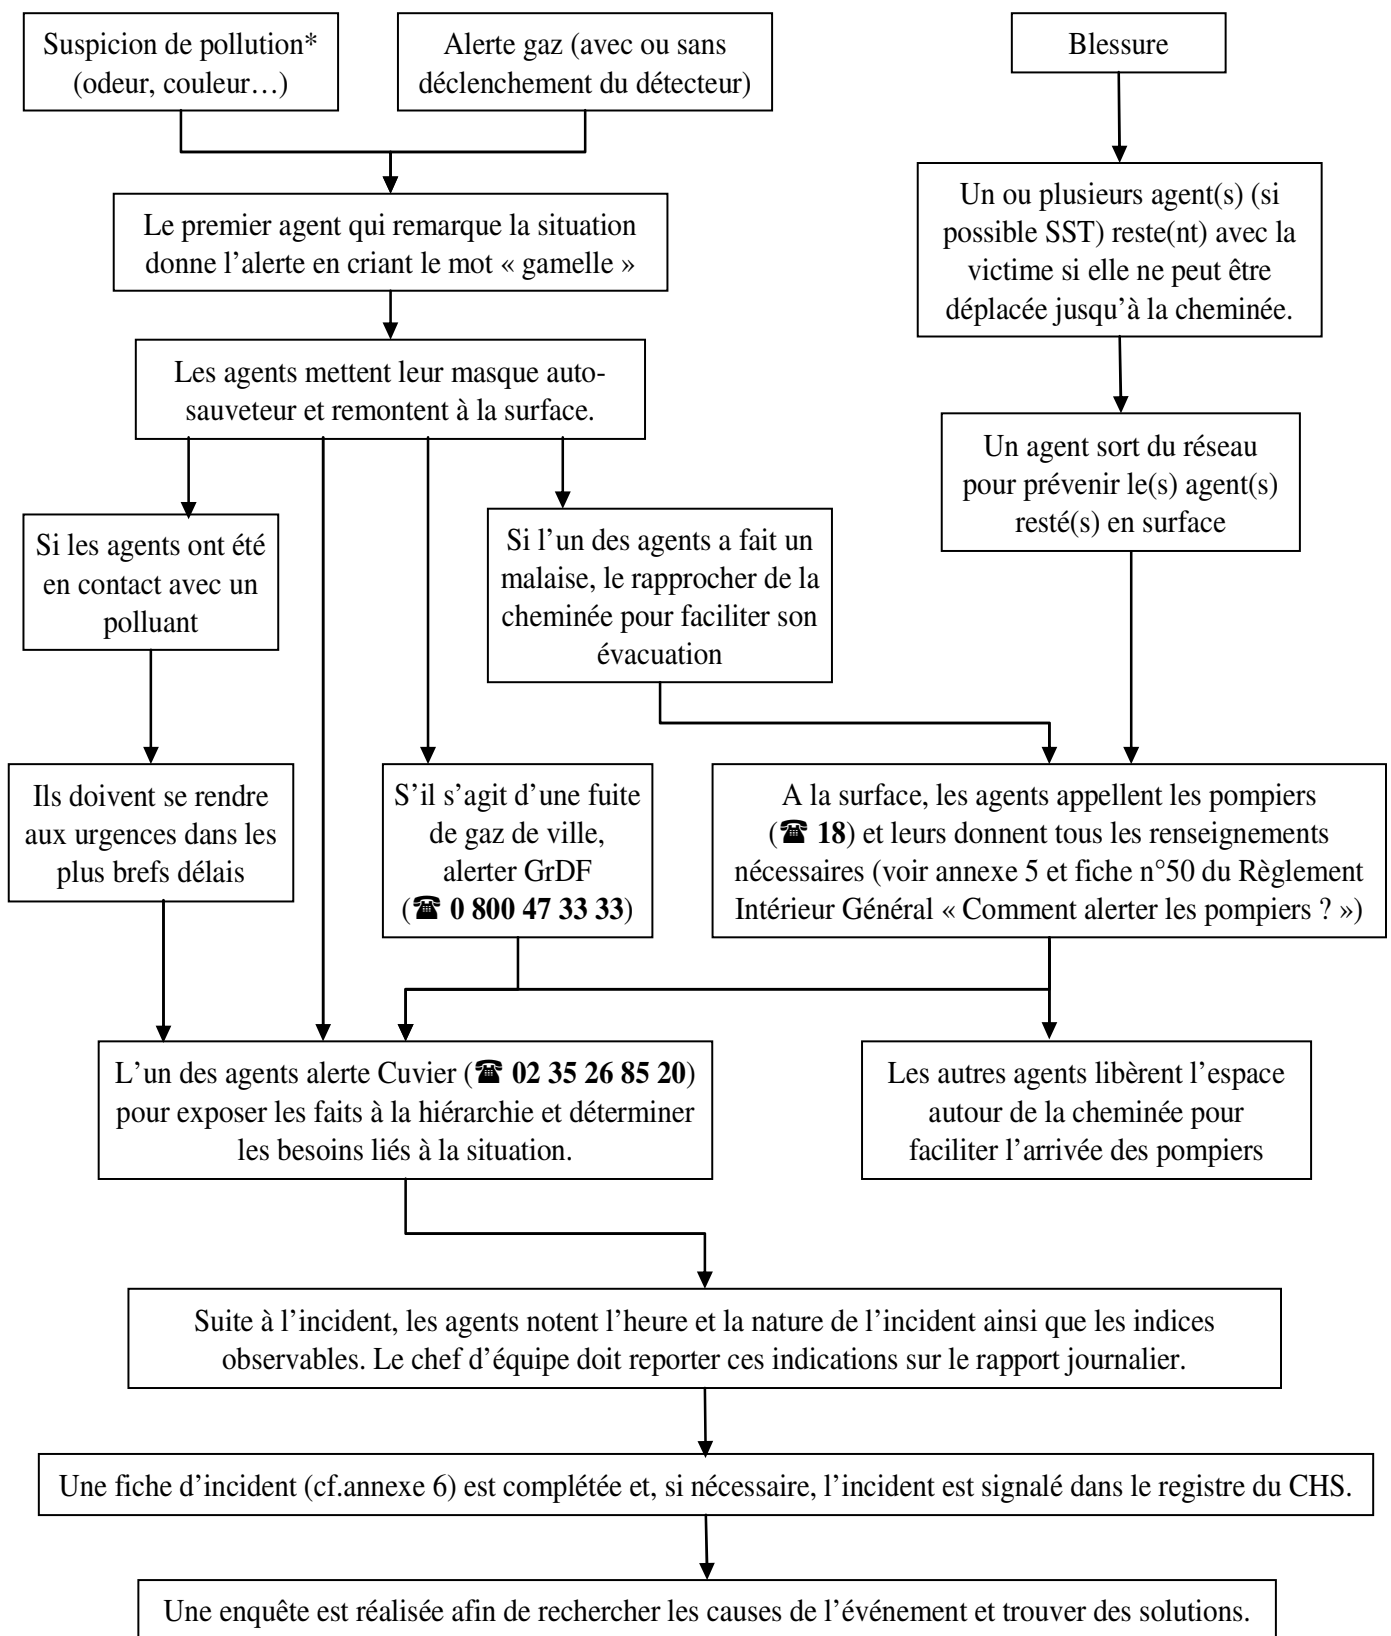 Suspicion de pollution*
(odeur, couleur…)
Alerte gaz (avec ou sans
déclenchement du détecteur)
Blessure
Le premier agent qui remarque la situation
donne l’alerte en criant le mot « gamelle »
Un ou plusieurs agent(s) (si
possible SST) reste(nt) avec la
victime si elle ne peut être
déplacée jusqu’à la cheminée.
Les agents mettent leur masque auto-
sauveteur et remontent à la surface.
Un agent sort du réseau
pour prévenir le(s) agent(s)
resté(s) en surface
Si les agents ont été
en contact avec un
polluant
Si l’un des agents a fait un
malaise, le rapprocher de la
cheminée pour faciliter son
évacuation
Ils doivent se rendre
aux urgences dans les
plus brefs délais
S’il s’agit d’une fuite
de gaz de ville,
alerter GrDF
(☎ 0 800 47 33 33)
A la surface, les agents appellent les pompiers
(☎ 18) et leurs donnent tous les renseignements
nécessaires (voir annexe 5 et fiche n°50 du Règlement
Intérieur Général « Comment alerter les pompiers ? »)
L’un des agents alerte Cuvier (☎ 02 35 26 85 20)
pour exposer les faits à la hiérarchie et déterminer
les besoins liés à la situation.
Les autres agents libèrent l’espace
autour de la cheminée pour
faciliter l’arrivée des pompiers
Suite à l’incident, les agents notent l’heure et la nature de l’incident ainsi que les indices
observables. Le chef d’équipe doit reporter ces indications sur le rapport journalier.
Une fiche d’incident (cf.annexe 6) est complétée et, si nécessaire, l’incident est signalé dans le registre du CHS.
Une enquête est réalisée afin de rechercher les causes de l’événement et trouver des solutions.